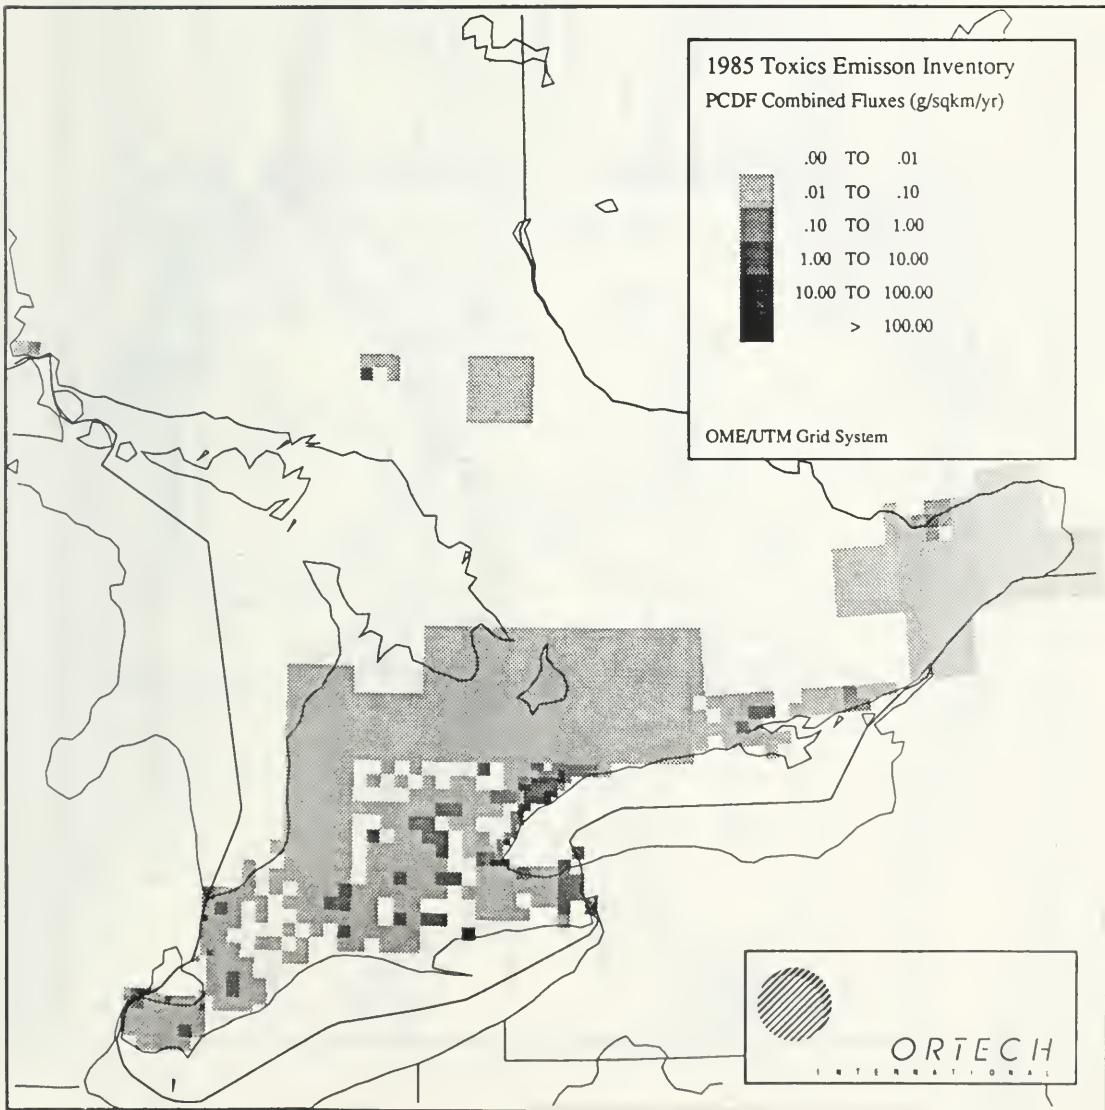 1985 Toxics Emisson Inventory
PCDF Combined Fluxes (g/sqkm/yr)
.00 TO .01
.01 TO .10
.10 TO 1.00
1.00 TO 10.00
10.00 TO 100.00
> 100.00
OME/UTM Grid System
ORTECH
INTERNATIONAL